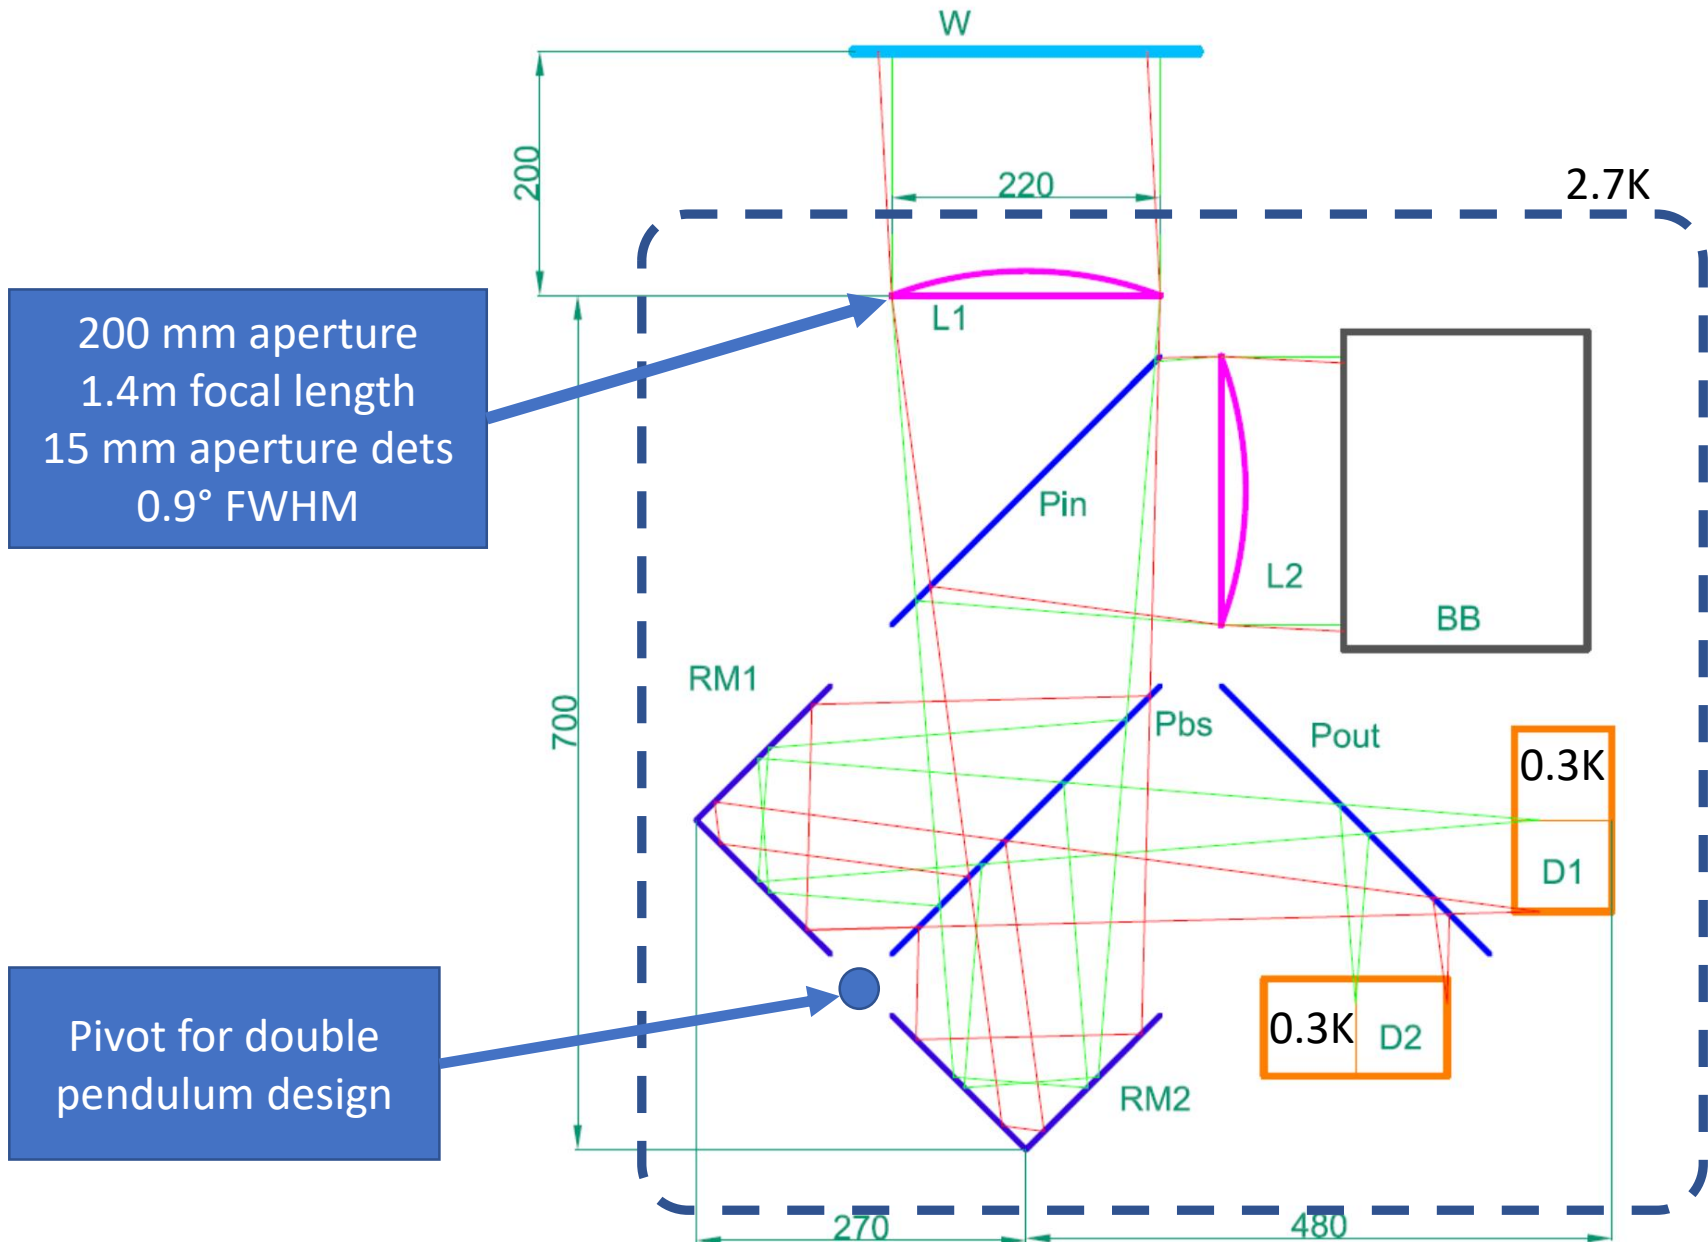 W
200
220
2.7K
200 mm aperture
1.4m focal length
15 mm aperture dets
0.9° FWHM
L1
Pin
L2
BB
RM1
700
Pbs
Pout
0.3K
D1
Pivot for double
pendulum design
0.3K
D2
RM2
270
480